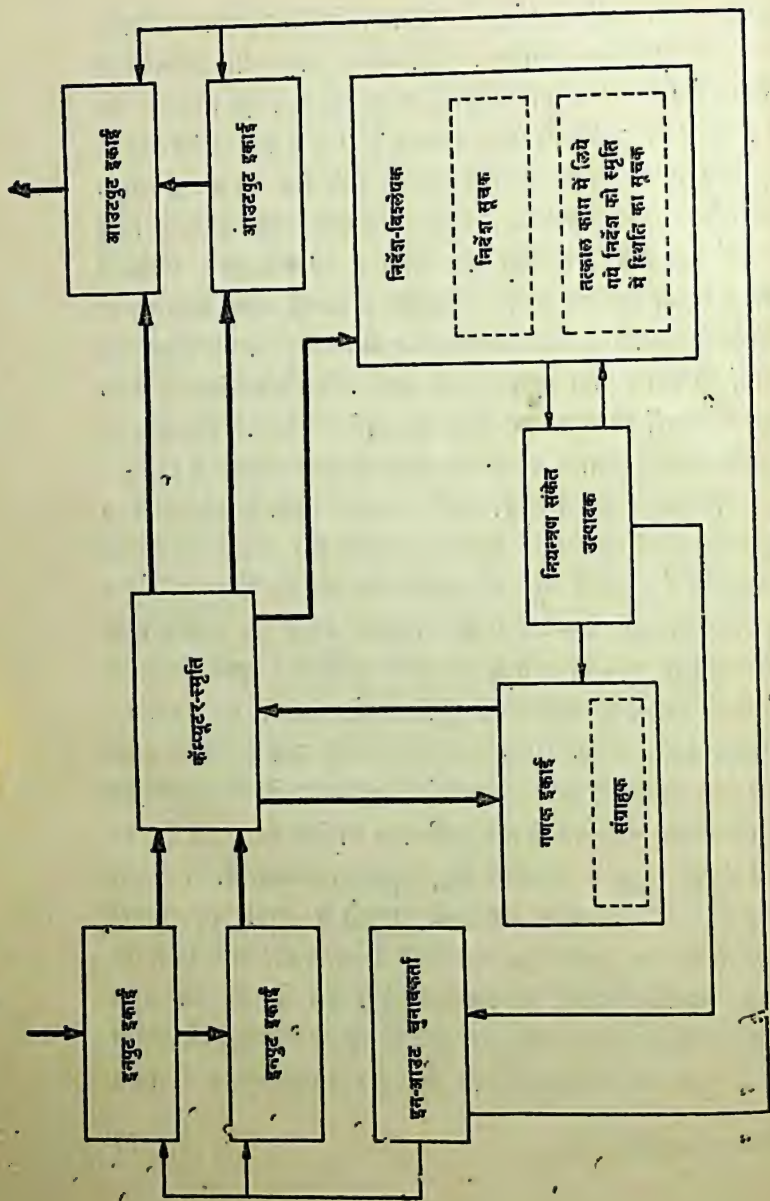 इनपुट इकाई
इनपुट इकाई
इन-आउट चुनावकर्ता
कॅम्प्यूटर-स्मृति
गणक इकाई
संग्राहक
नियन्त्रण संकेत
उत्पादक
आउटपुट इकाई
आउटपुट इकाई
निर्देश-विश्लेषक
निर्देश सूचक
तत्काल काम में लिये
गये निर्देश को स्मृति
में स्थिति का सूचक